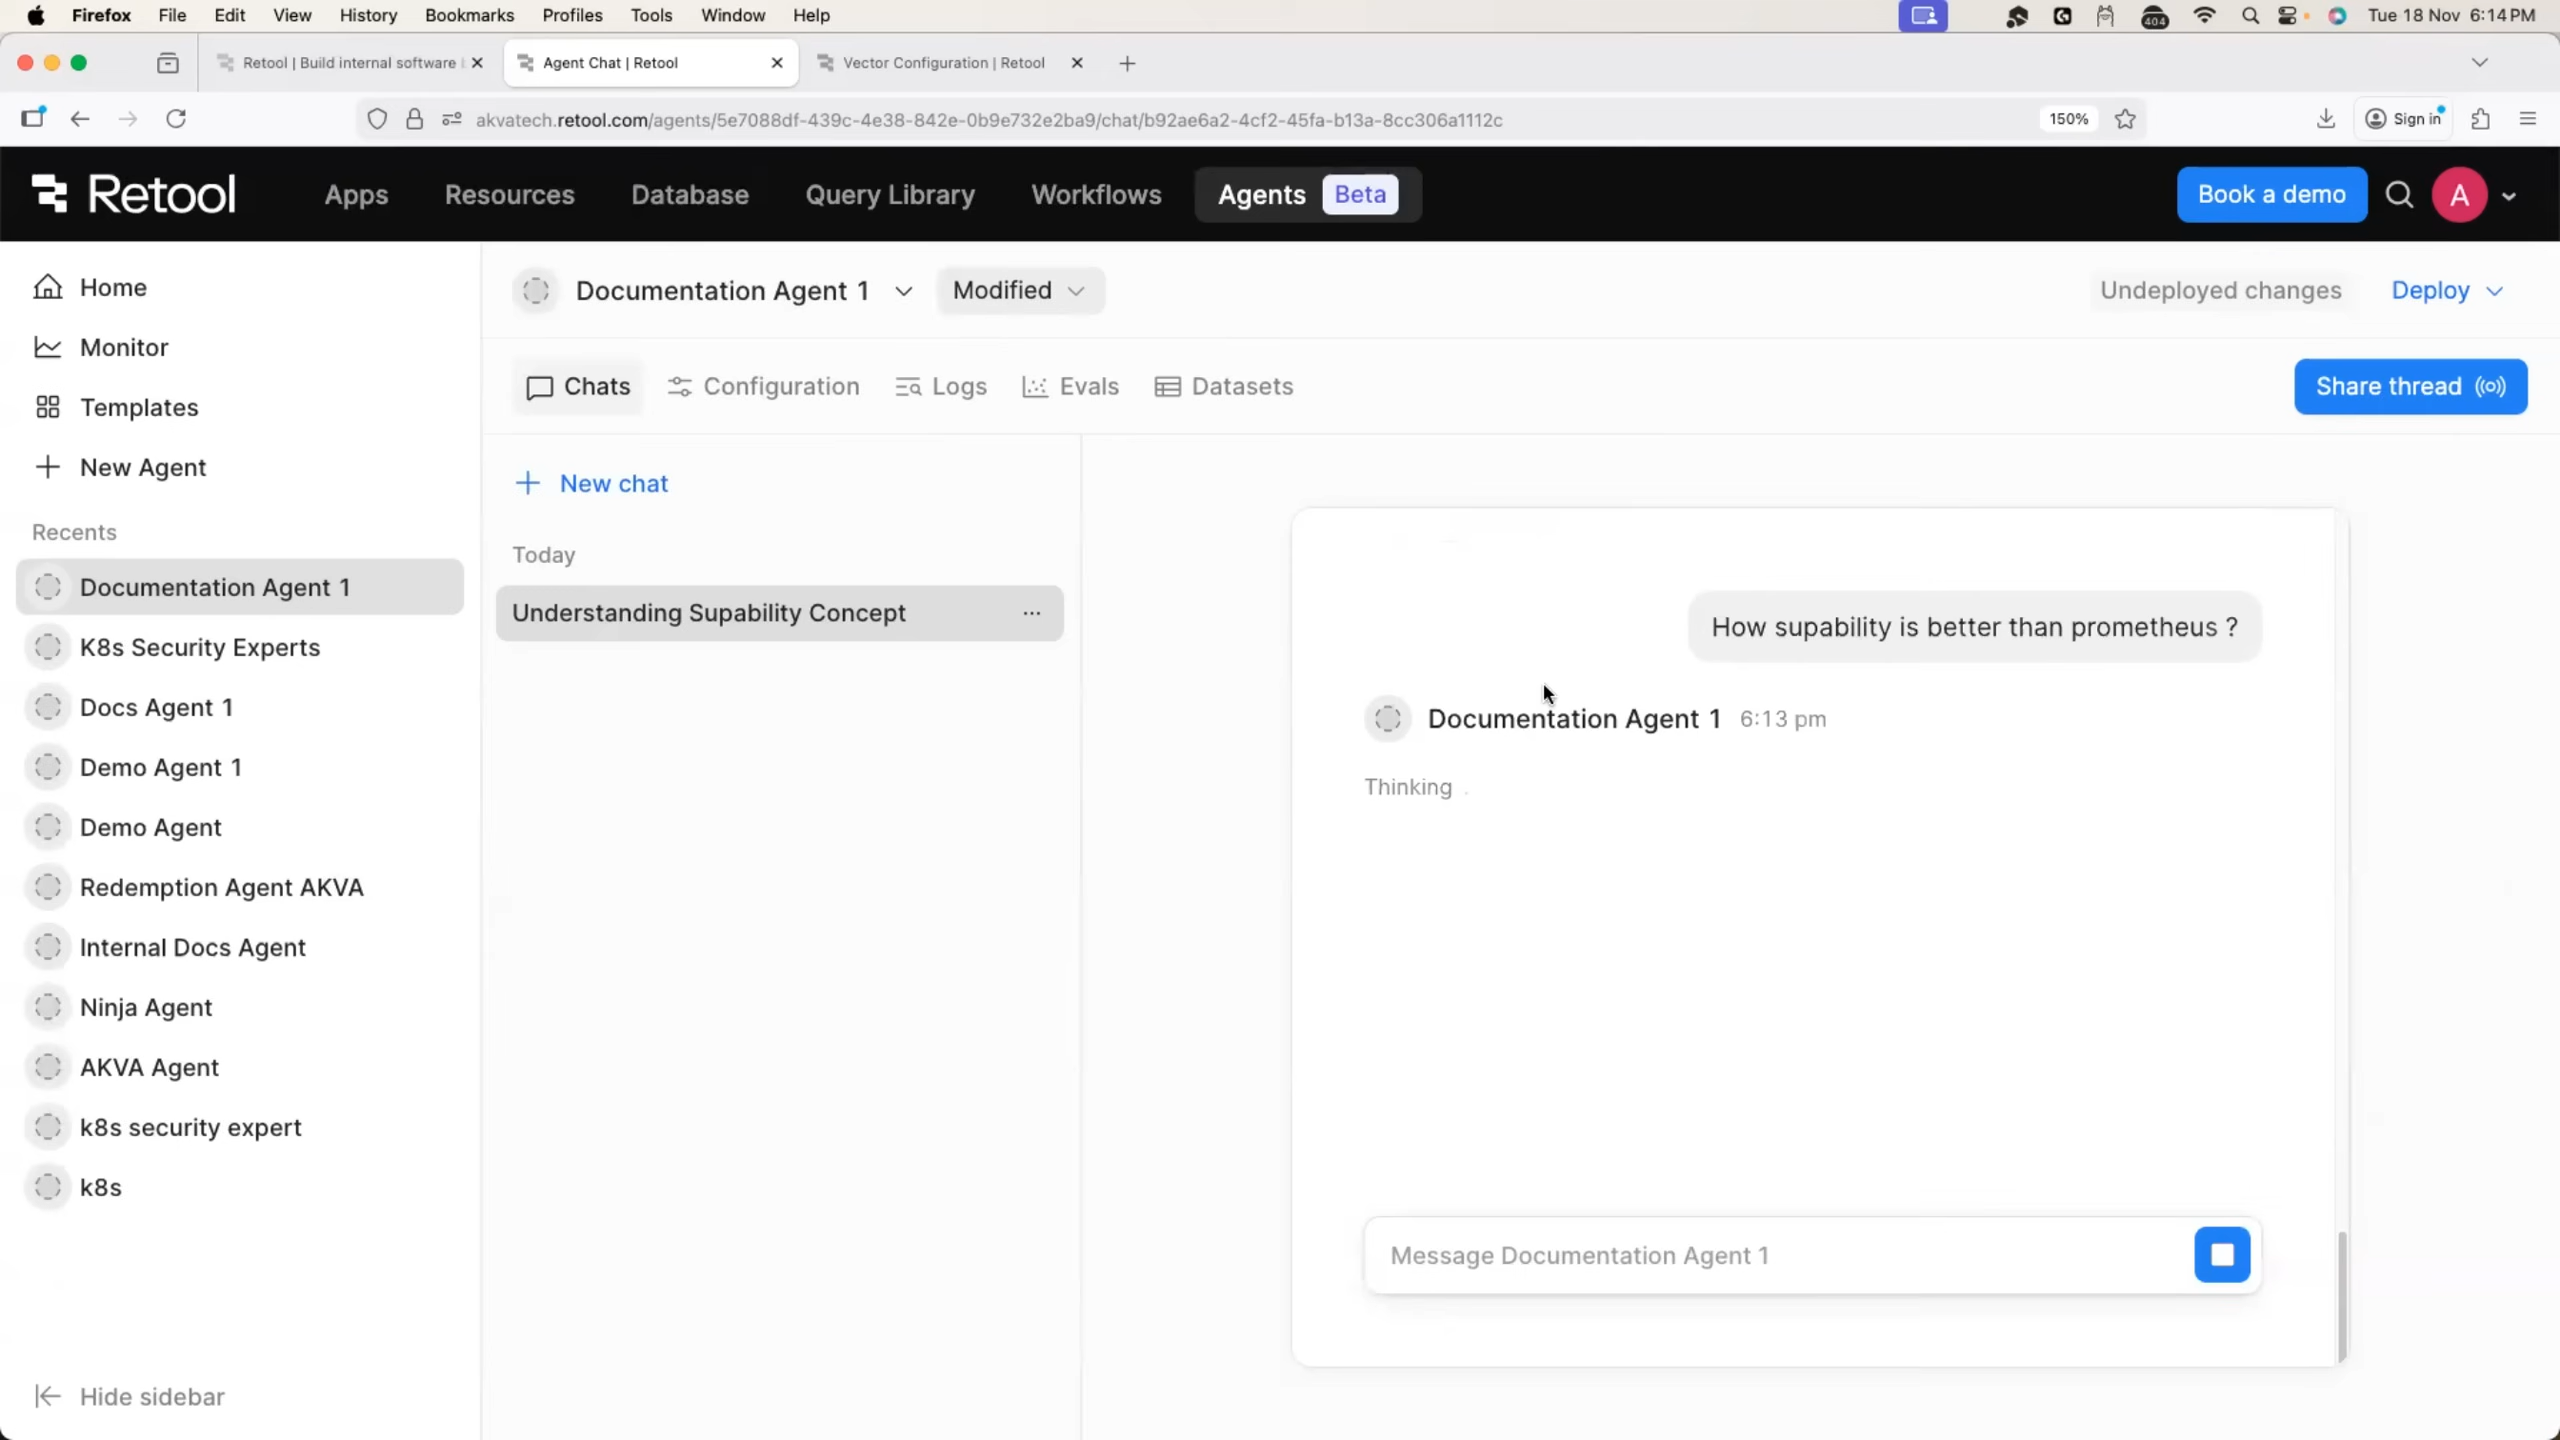 Firefox File Edit View History Bookmarks Profiles Tools Window Help 404 Tue 18 Nov 6:14 PM
Retool | Build internal software Agent Chat | Retool Vector Configuration | Retool
akvatech.retool.com/agents/5e7088df-439c-4e38-842e-0b9e732e2ba9/chat/b92ae6a2-4cf2-45fa-b13a-8cc306a1112c 150% Sign in
Retool Apps Resources Database Query Library Workflows Agents Beta Book a demo A
Home
Monitor
Templates
New Agent
Recents
Documentation Agent 1
K8s Security Experts
Docs Agent 1
Demo Agent 1
Demo Agent
Redemption Agent AKVA
Internal Docs Agent
Ninja Agent
AKVA Agent
k8s security expert
k8s
Hide sidebar
Documentation Agent 1 Modified Undeployed changes Deploy
Chats Configuration Logs Evals Datasets Share thread
New chat
Today
Understanding Supability Concept
How supability is better than prometheus ?
Documentation Agent 1 6:13 pm
Thinking .
Message Documentation Agent 1